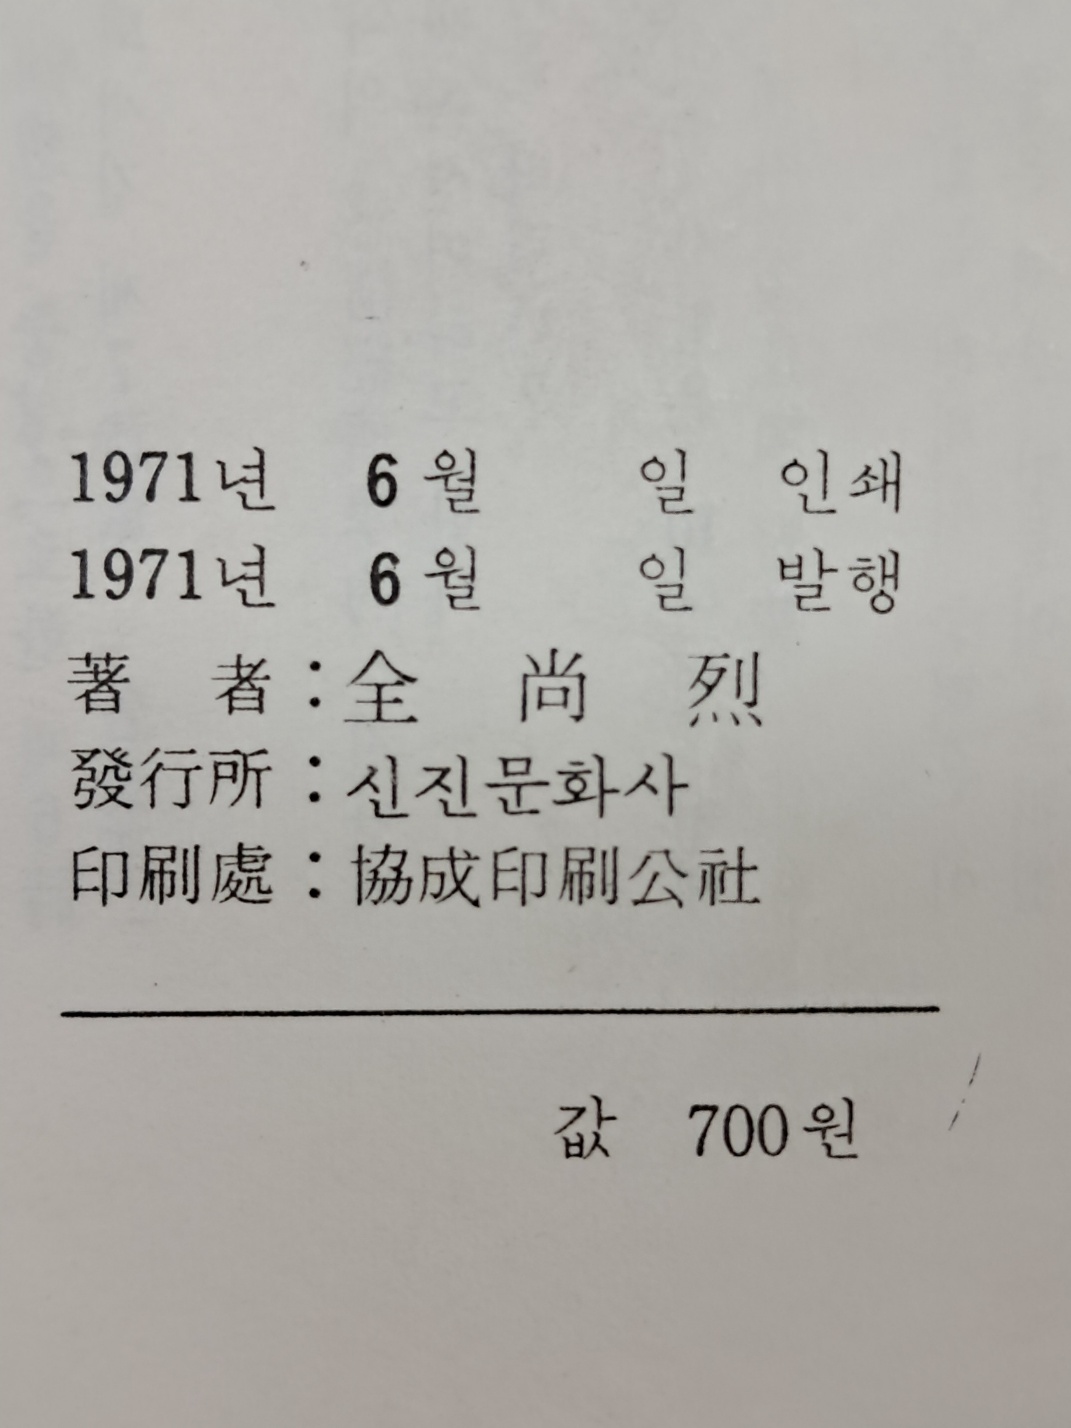 1971년 6월 일 인쇄
1971년 6월 일 발행
著 者 : 全 尚 烈
發行所 : 신진문화사
印刷處 : 協成印刷公社
값 700원